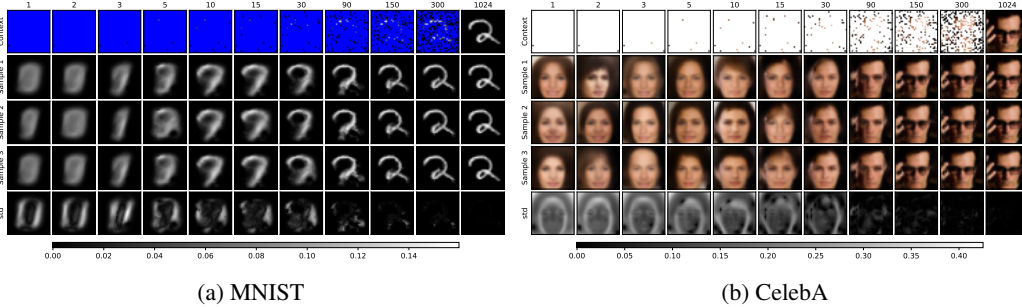 1 2 3 5 10 15 30 90 150 300 1024
Context
Sample 1
Sample 2
Sample 3
std
0.00 0.02 0.04 0.06 0.08 0.10 0.12 0.14
(a) MNIST
1 2 3 5 10 15 30 90 150 300 1024
Context
Sample 1
Sample 2
Sample 3
std
0.00 0.05 0.10 0.15 0.20 0.25 0.30 0.35 0.40
(b) CelebA